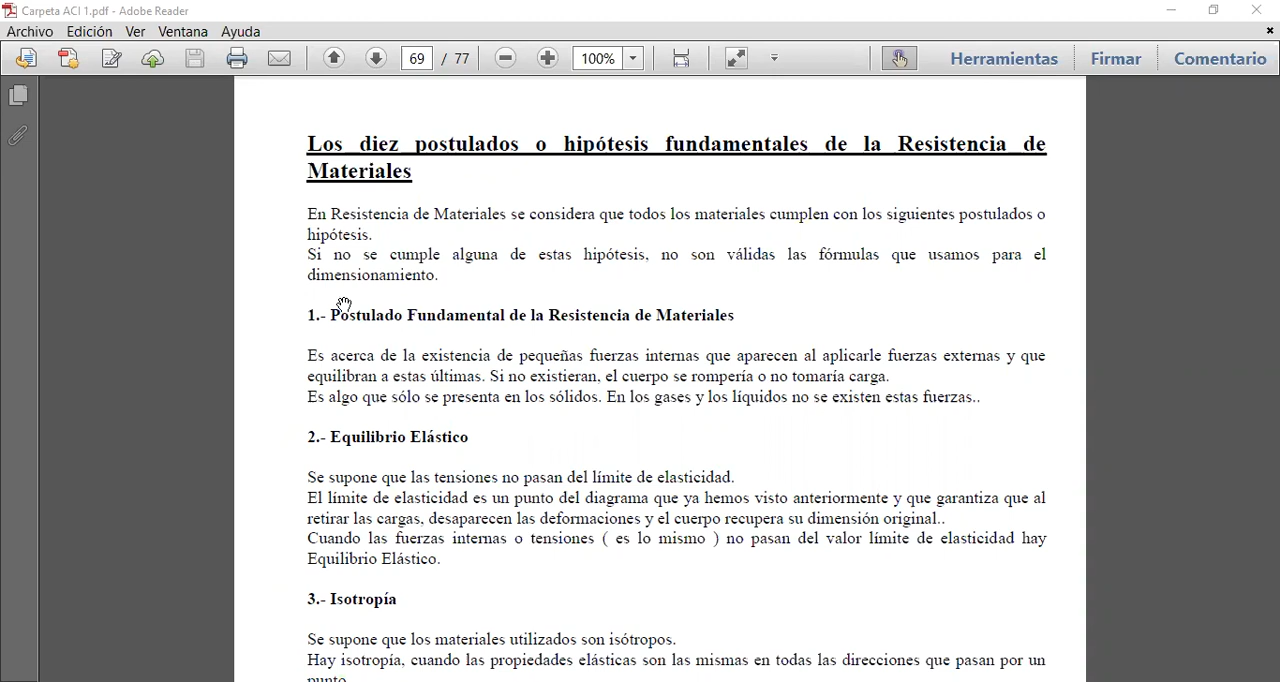 Carpeta ACI 1.pdf - Adobe Reader
Archivo Edición Ver Ventana Ayuda
69 / 77 100% Herramientas Firmar Comentario
Los diez postulados o hipótesis fundamentales de la Resistencia de
Materiales
En Resistencia de Materiales se considera que todos los materiales cumplen con los siguientes postulados o
hipótesis.
Si no se cumple alguna de estas hipótesis, no son válidas las fórmulas que usamos para el
dimensionamiento.
1.- Postulado Fundamental de la Resistencia de Materiales
Es acerca de la existencia de pequeñas fuerzas internas que aparecen al aplicarle fuerzas externas y que
equilibran a estas últimas. Si no existieran, el cuerpo se rompería o no tomaría carga.
Es algo que sólo se presenta en los sólidos. En los gases y los líquidos no se existen estas fuerzas..
2.- Equilibrio Elástico
Se supone que las tensiones no pasan del límite de elasticidad.
El límite de elasticidad es un punto del diagrama que ya hemos visto anteriormente y que garantiza que al
retirar las cargas, desaparecen las deformaciones y el cuerpo recupera su dimensión original..
Cuando las fuerzas internas o tensiones ( es lo mismo ) no pasan del valor límite de elasticidad hay
Equilibrio Elástico.
3.- Isotropía
Se supone que los materiales utilizados son isótropos.
Hay isotropía, cuando las propiedades elásticas son las mismas en todas las direcciones que pasan por un
punto